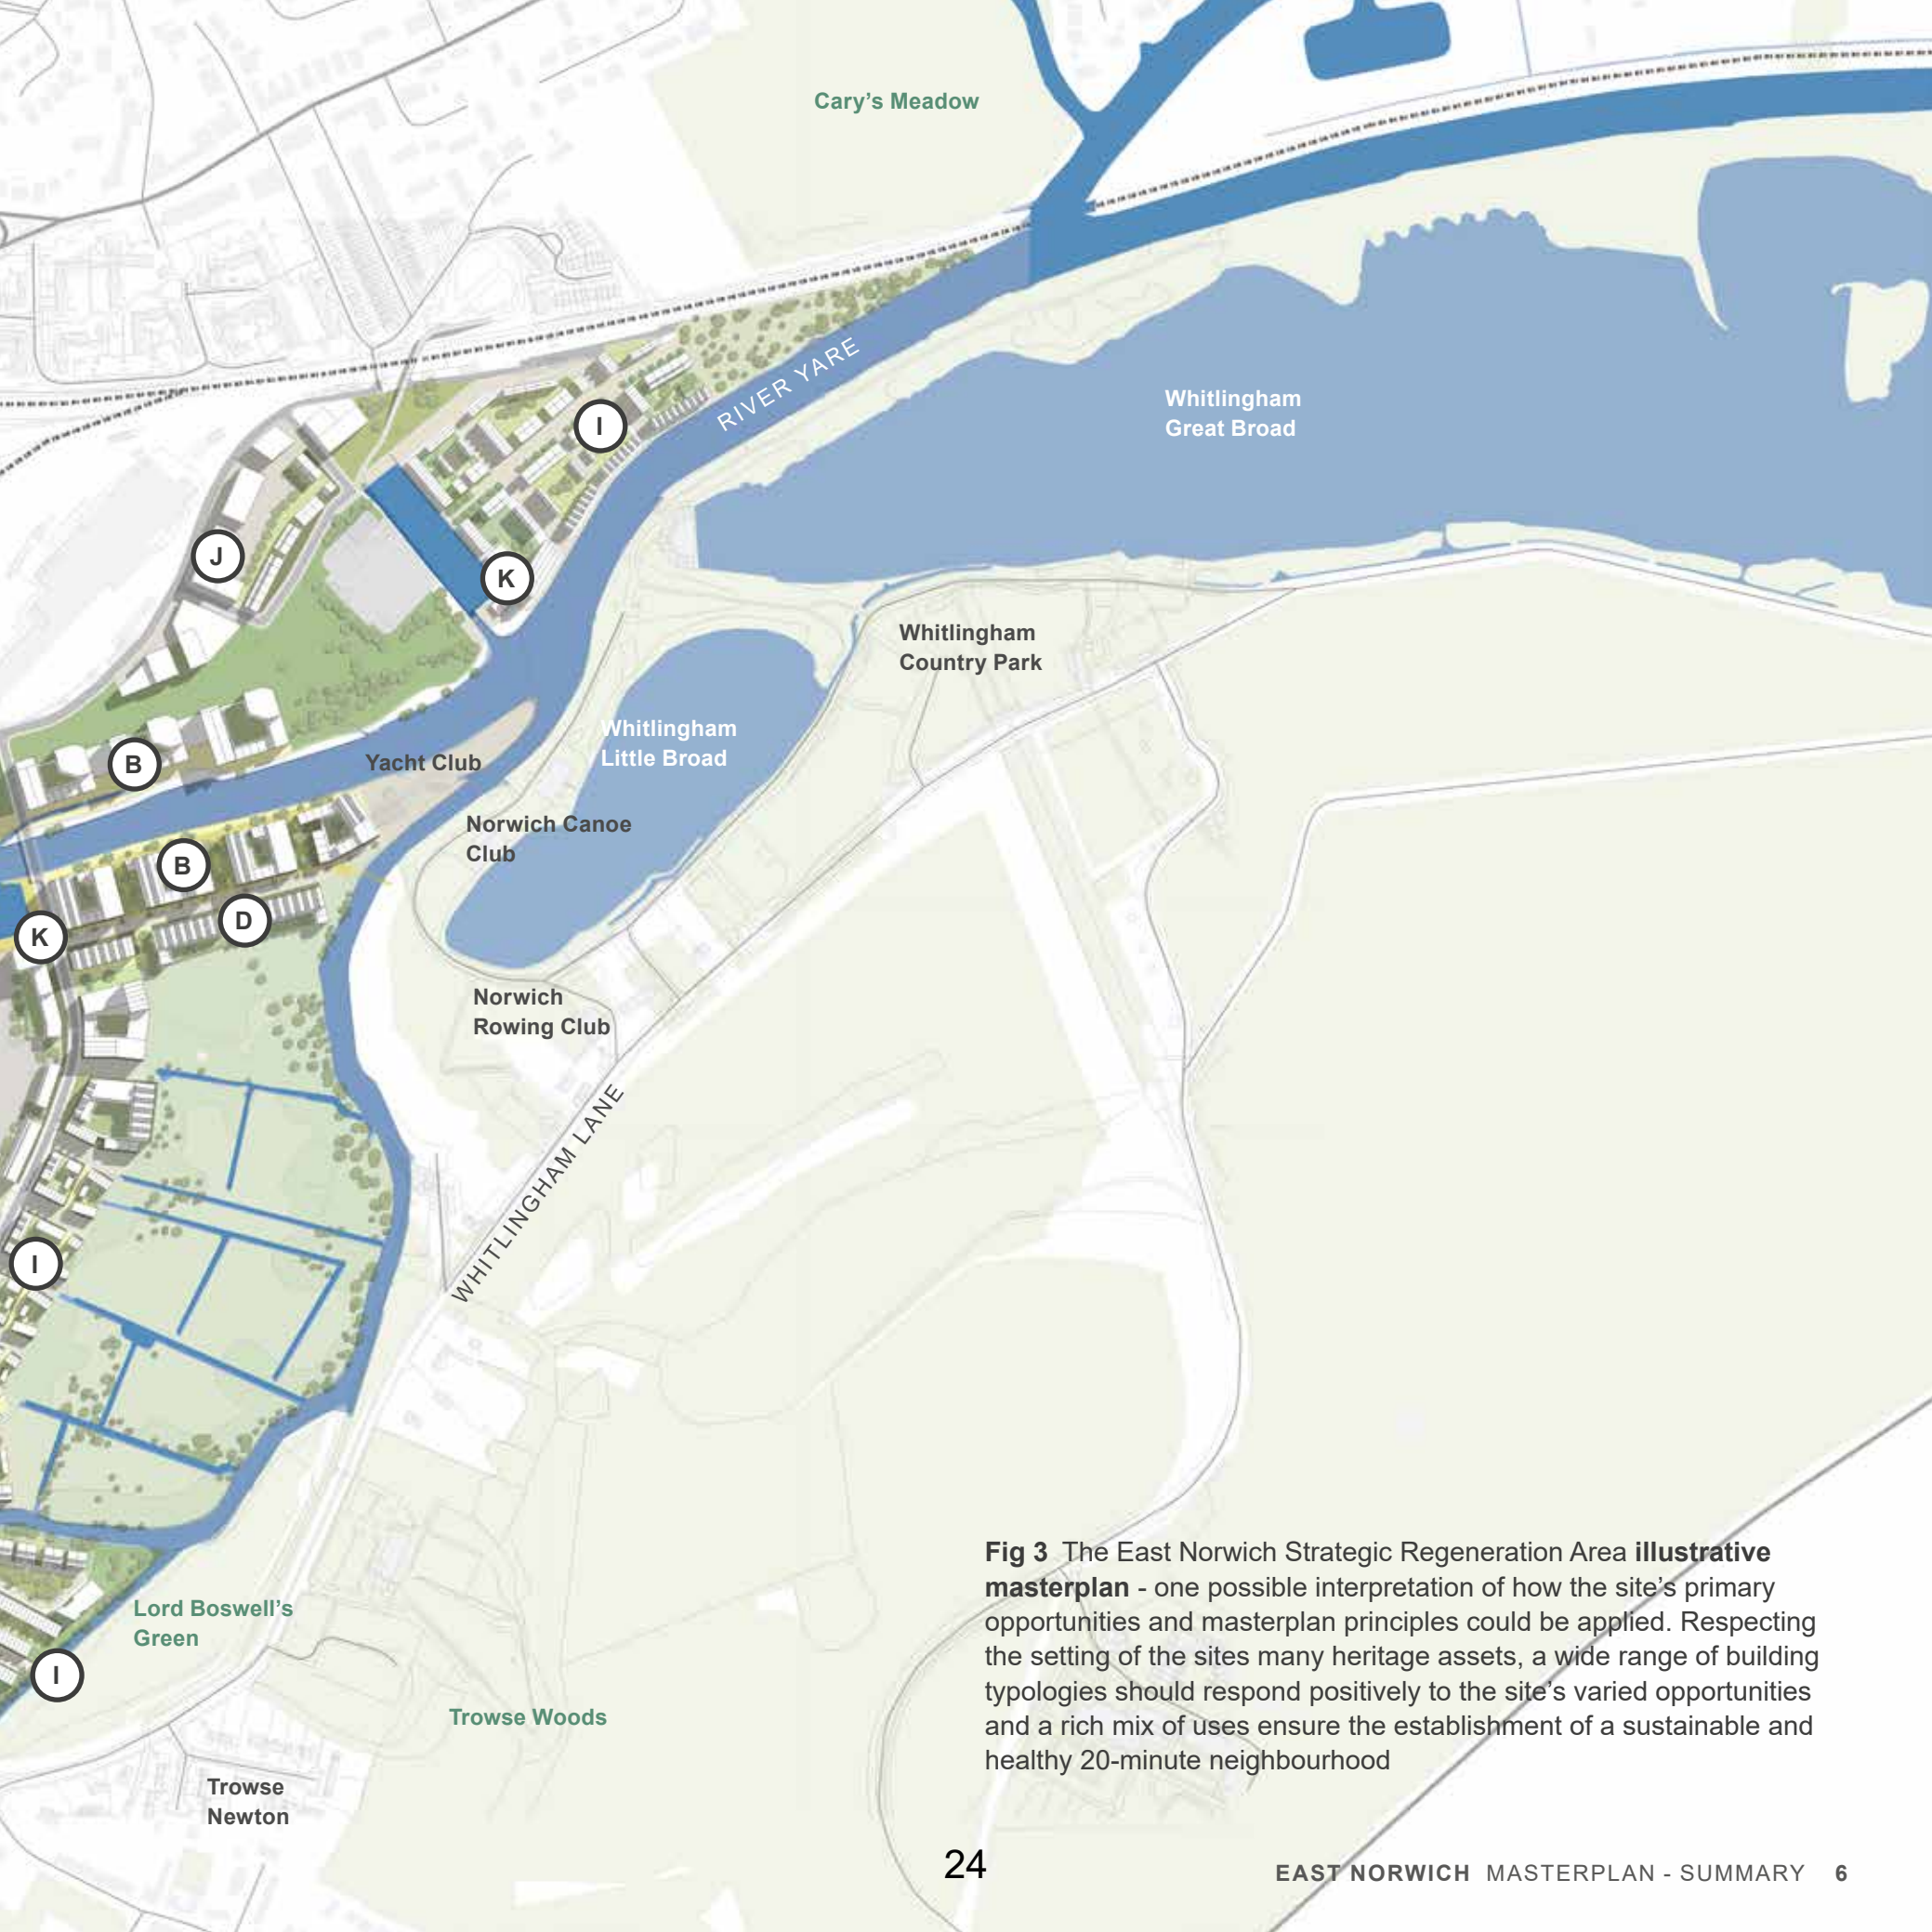 Cary's Meadow
RIVER YARE
Whitlingham
Great Broad
I
J
K
Whitlingham
Country Park
Whitlingham
Little Broad
Yacht Club
B
Norwich Canoe
Club
B
D
K
Norwich
Rowing Club
WHITLINGHAM LANE
I
Fig 3 The East Norwich Strategic Regeneration Area illustrative
masterplan - one possible interpretation of how the site's primary
opportunities and masterplan principles could be applied. Respecting
the setting of the sites many heritage assets, a wide range of building
typologies should respond positively to the site's varied opportunities
and a rich mix of uses ensure the establishment of a sustainable and
healthy 20-minute neighbourhood
Lord Boswell's
Green
I
Trowse Woods
Trowse
Newton
24
EAST NORWICH MASTERPLAN - SUMMARY 6